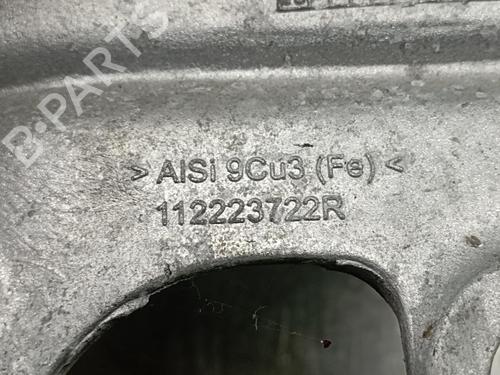 B-PARTS
> AlSi 9Cu3 (Fe) <
112223722R